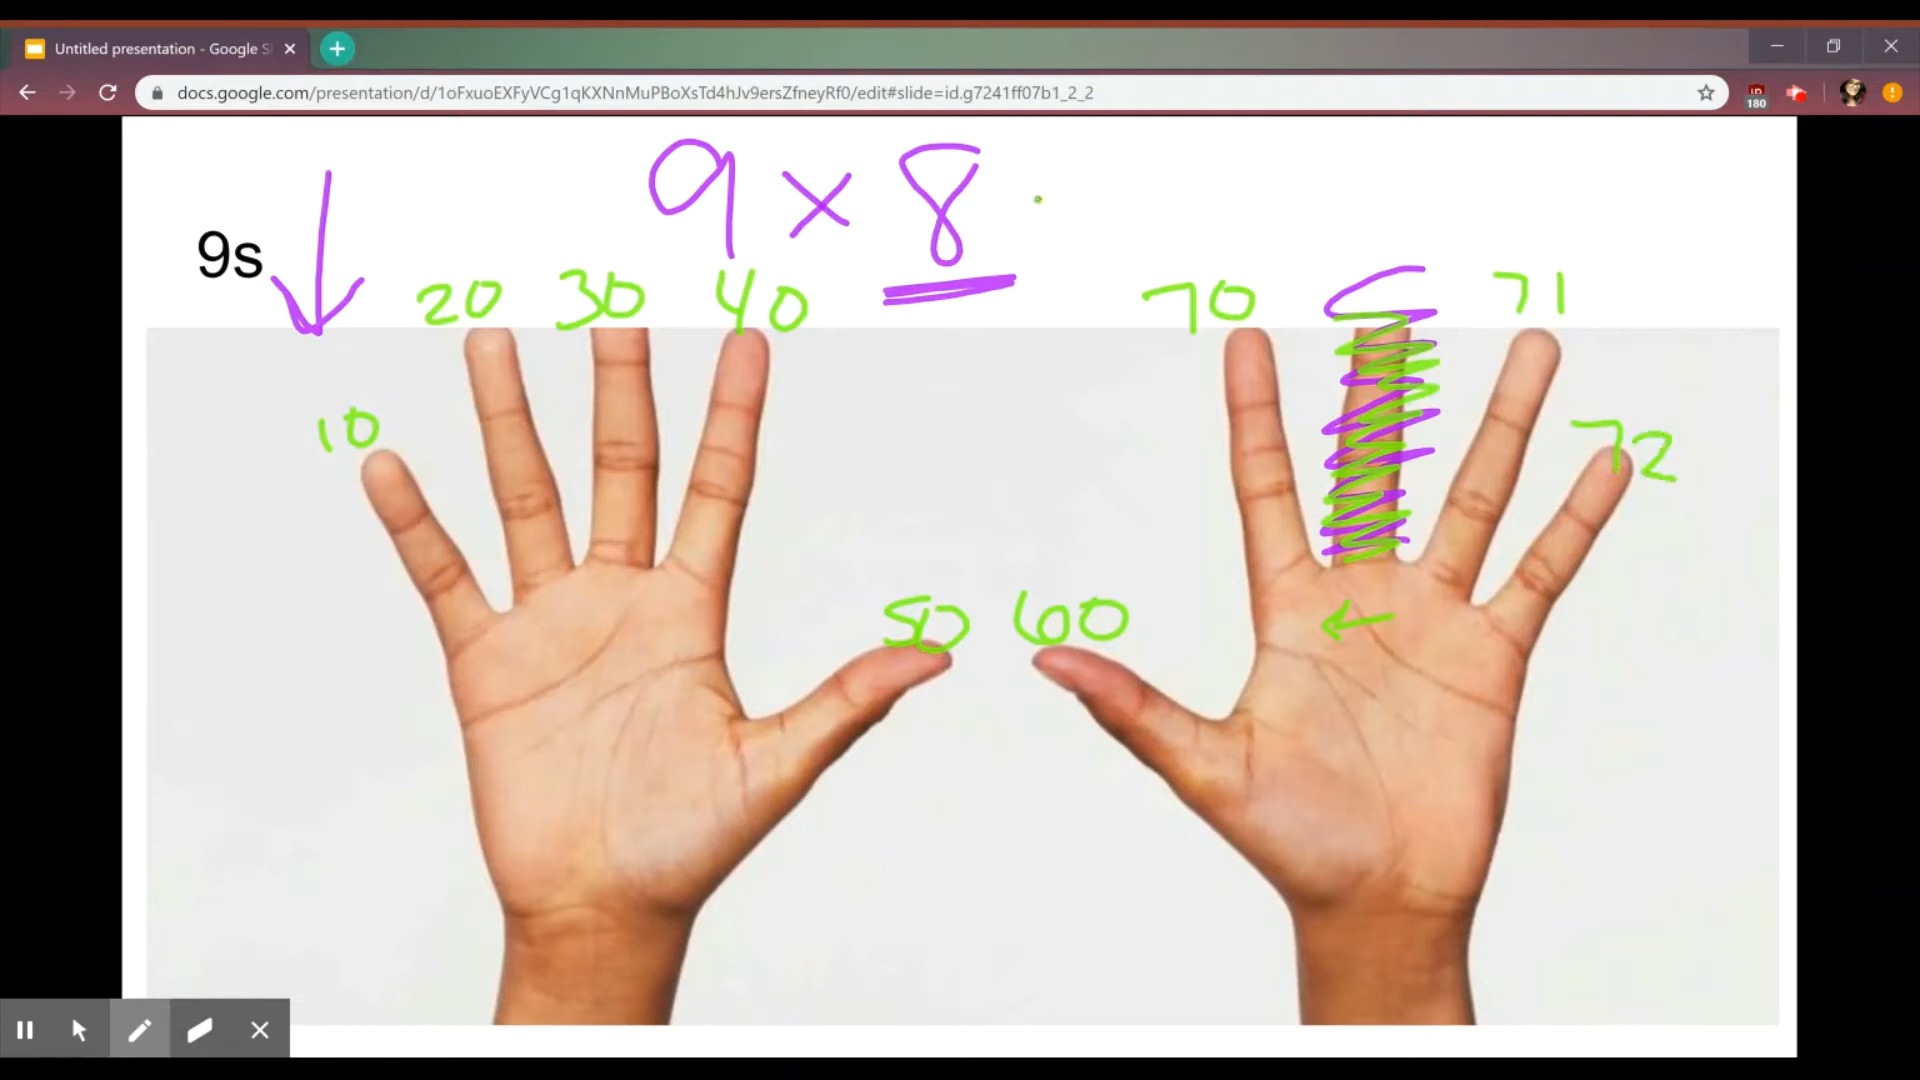 Untitled presentation - Google S
docs.google.com/presentation/d/1oFxuoEXFyVCg1qKXNnMuPBoXsTd4hJv9ersZfneyRf0/edit#slide=id.g7241ff07b1_2_2
180
9 x 8
9s
20 30 40 70 71
10 72
50 60